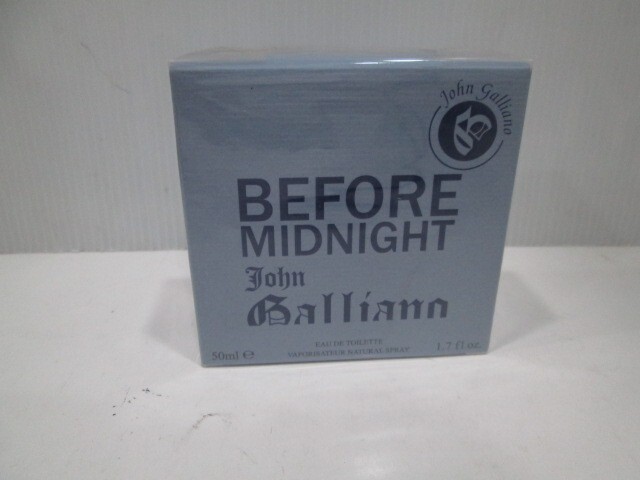 John Galliano
G
BEFORE
MIDNIGHT
John
Galliano
EAU DE TOILETTE
VAPORISATEUR NATURAL SPRAY
50ml ℮
1.7 fl oz.